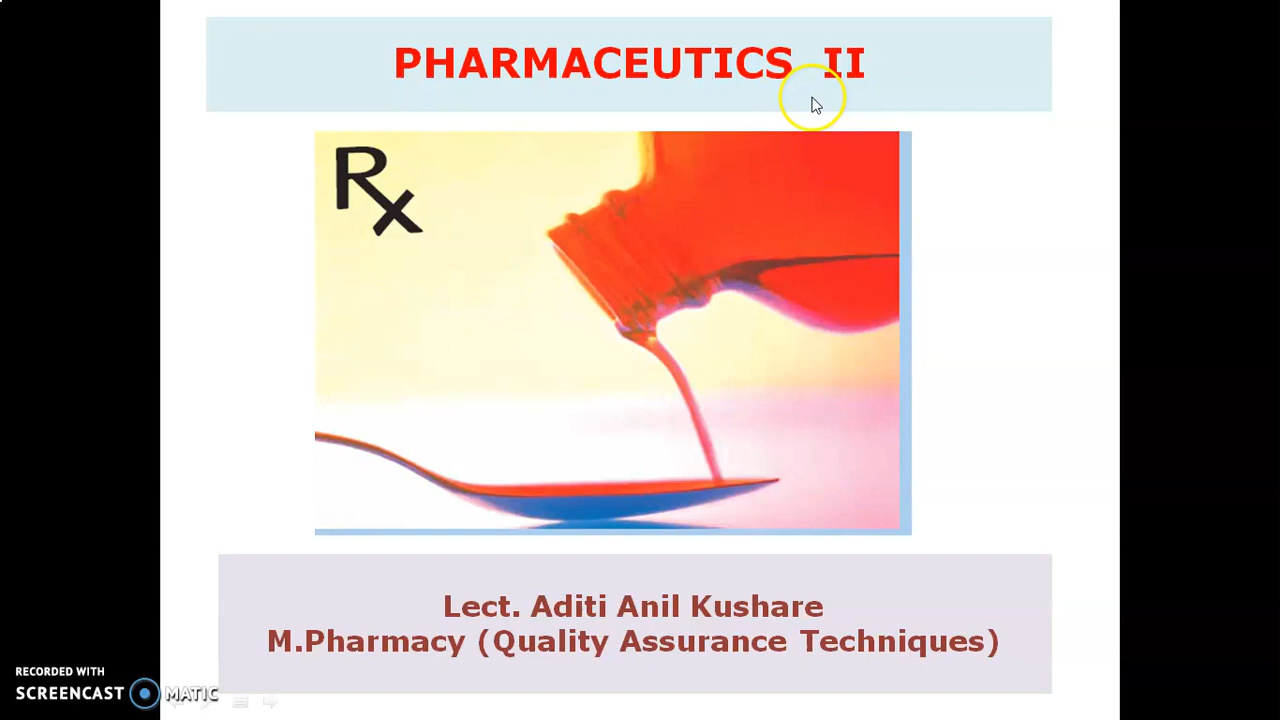 PHARMACEUTICS II
Rx
Lect. Aditi Anil Kushare
M.Pharmacy (Quality Assurance Techniques)
RECORDED WITH
SCREENCAST MATIC